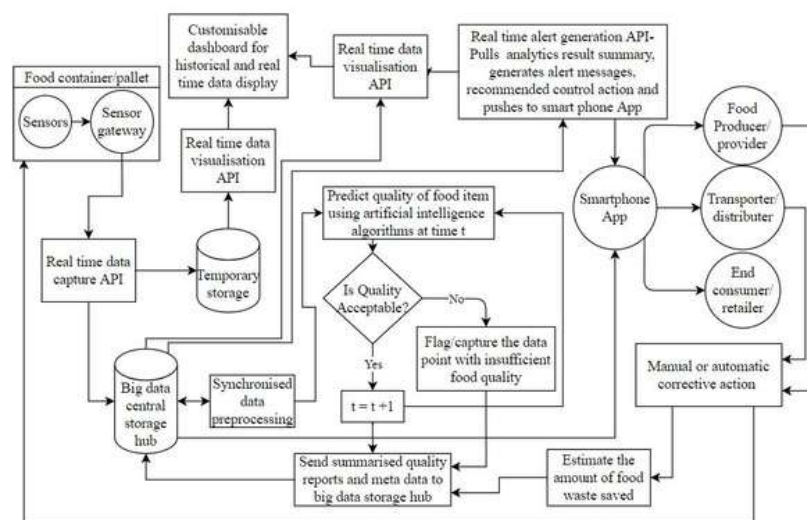 Customisable
dashboard for
historical and real
time data display
Real time data
visualisation
API
Real time alert generation API-
Pulls analytics result summary,
generates alert messages,
recommended control action and
pushes to smart phone App
Food container/pallet
Sensors
Sensor
gateway
Food
Producer/
provider
Real time data
visualisation API
Predict quality of food item
using artificial intelligence
algorithms at time t
Smartphone
App
Transporter/
distributer
Real time data
capture API
Temporary
storage
Is Quality
Acceptable?
No
End
consumer/
retailer
Flag/capture the data
point with insufficient
food quality
Yes
Manual or automatic
corrective action
Big data
central
storage
hub
Synchronised
data
preprocessing
t = t +1
Send summarised quality
reports and meta data to
big data storage hub
Estimate the
amount of food
waste saved